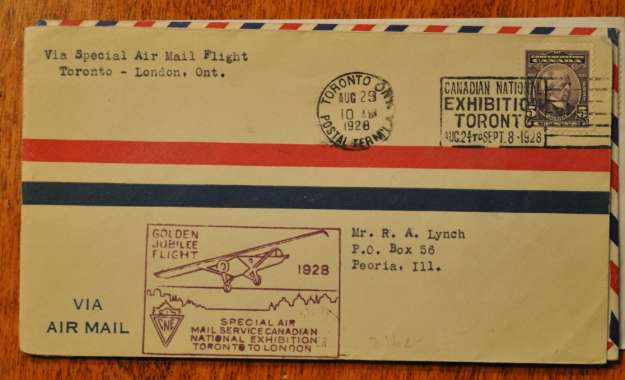 Via Special Air Mail Flight
Toronto - London, Ont.
TORONTO ONT.
AUG 25
10 AM
1928
POSTAL TERMINAL
CANADIAN NATIONAL
EXHIBITION
TORONTO
AUG.24 TO SEPT.8-1928
CANADA
5
GOLDEN
JUBILEE
FLIGHT
1928
Mr. R. A. Lynch
P.O. Box 56
Peoria, Ill.
VIA
AIR MAIL
CNE
SPECIAL AIR
MAIL SERVICE CANADIAN
NATIONAL EXHIBITION
TORONTO TO LONDON